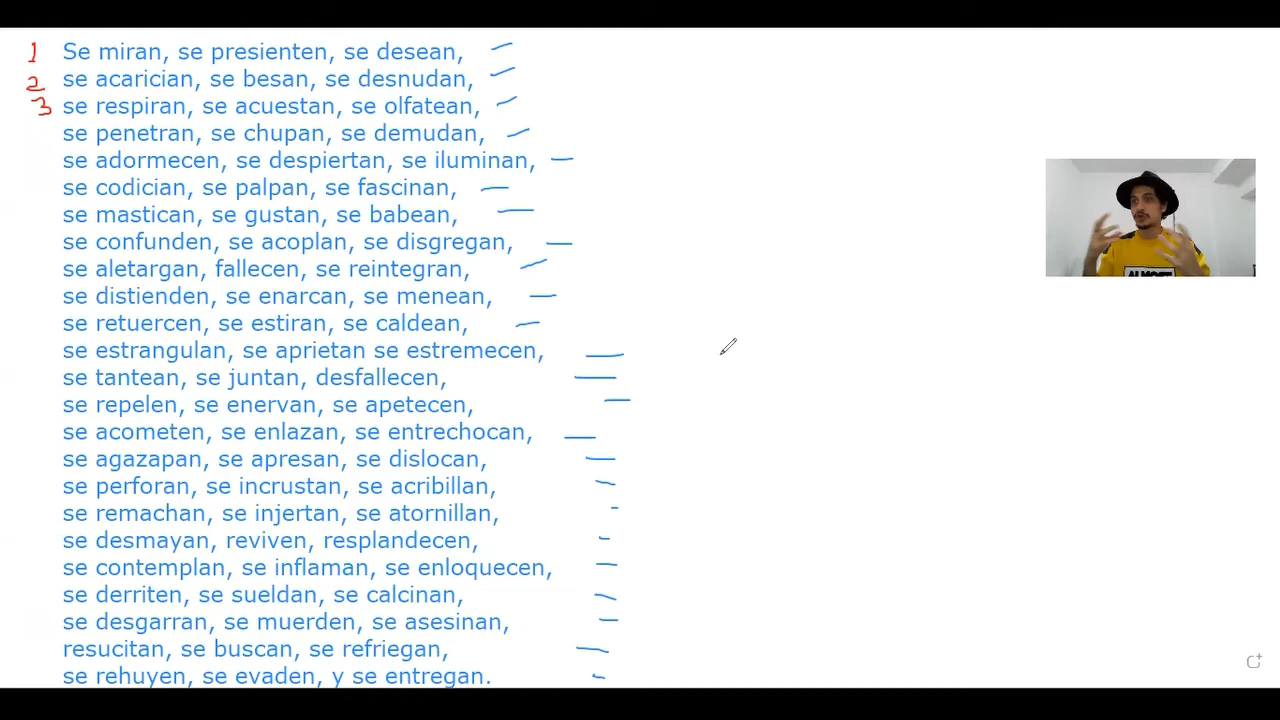 1 Se miran, se presienten, se desean,
2 se acarician, se besan, se desnudan,
3 se respiran, se acuestan, se olfatean,
se penetran, se chupan, se demudan,
se adormecen, se despiertan, se iluminan,
se codician, se palpan, se fascinan,
se mastican, se gustan, se babean,
se confunden, se acoplan, se disgregan,
se aletargan, fallecen, se reintegran,
se distienden, se enarcan, se menean,
se retuercen, se estiran, se caldean,
se estrangulan, se aprietan se estremecen,
se tantean, se juntan, desfallecen,
se repelen, se enervan, se apetecen,
se acometen, se enlazan, se entrechocan,
se agazapan, se apresan, se dislocan,
se perforan, se incrustan, se acribillan,
se remachan, se injertan, se atornillan,
se desmayan, reviven, resplandecen,
se contemplan, se inflaman, se enloquecen,
se derriten, se sueldan, se calcinan,
se desgarran, se muerden, se asesinan,
resucitan, se buscan, se refriegan,
se rehuyen, se evaden, y se entregan.
ALMOST